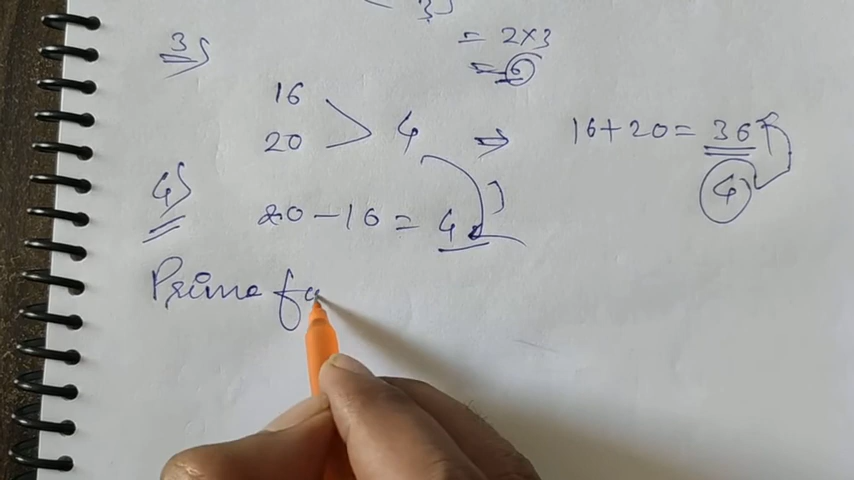 = 2×3
3)
= 6
16
20 > 4 ⇒ 16+20 = 36
4
4)
20 - 16 = 4
Prime fa